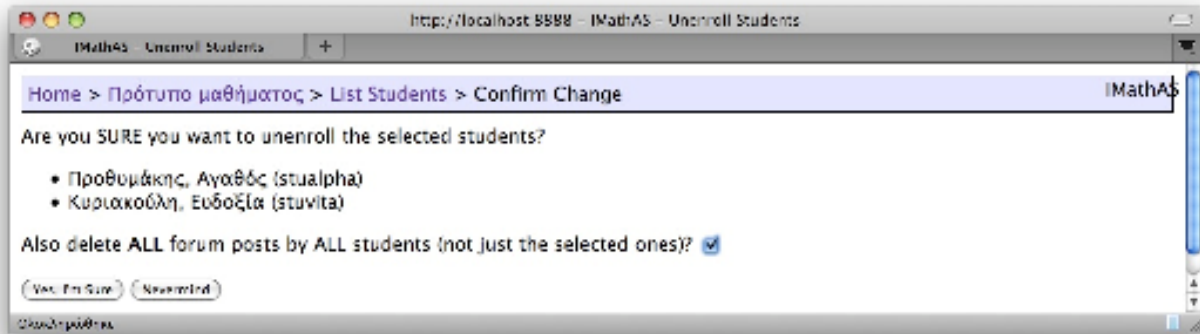 http://localhost:8888 – IMathAS – Unenroll Students
IMathAS – Unenroll Students +
Home > Πρότυπο μαθήματος > List Students > Confirm Change
IMathAS
Are you SURE you want to unenroll the selected students?
• Προθυμάκης, Αγαθός (stualpha)
• Κυριακούλη, Ευδοξία (stuvita)
Also delete ALL forum posts by ALL students (not just the selected ones)?
Yes, I'm Sure Nevermind
Ολοκληρώθηκε